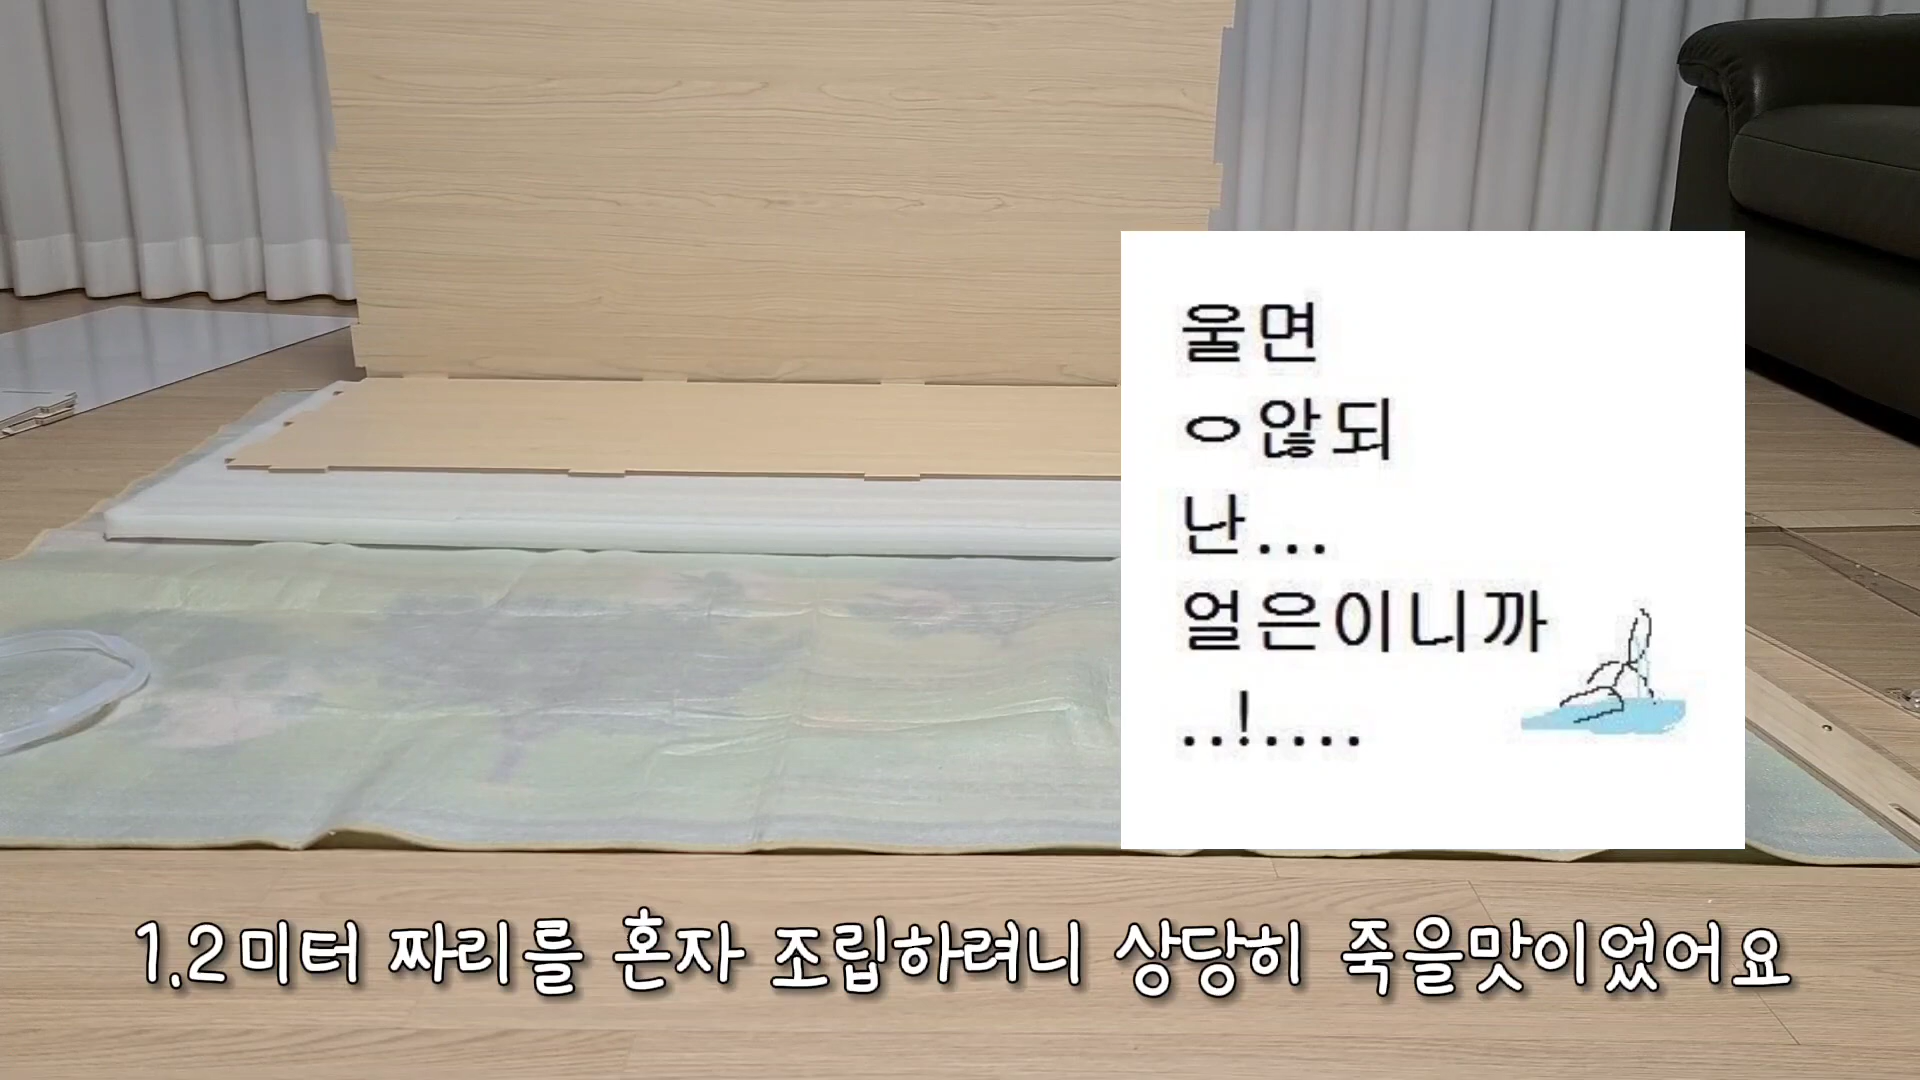 울면
ㅇ않되
난...
얼은이니까
..!....
1.2미터 짜리를 혼자 조립하려니 상당히 죽을맛이었어요